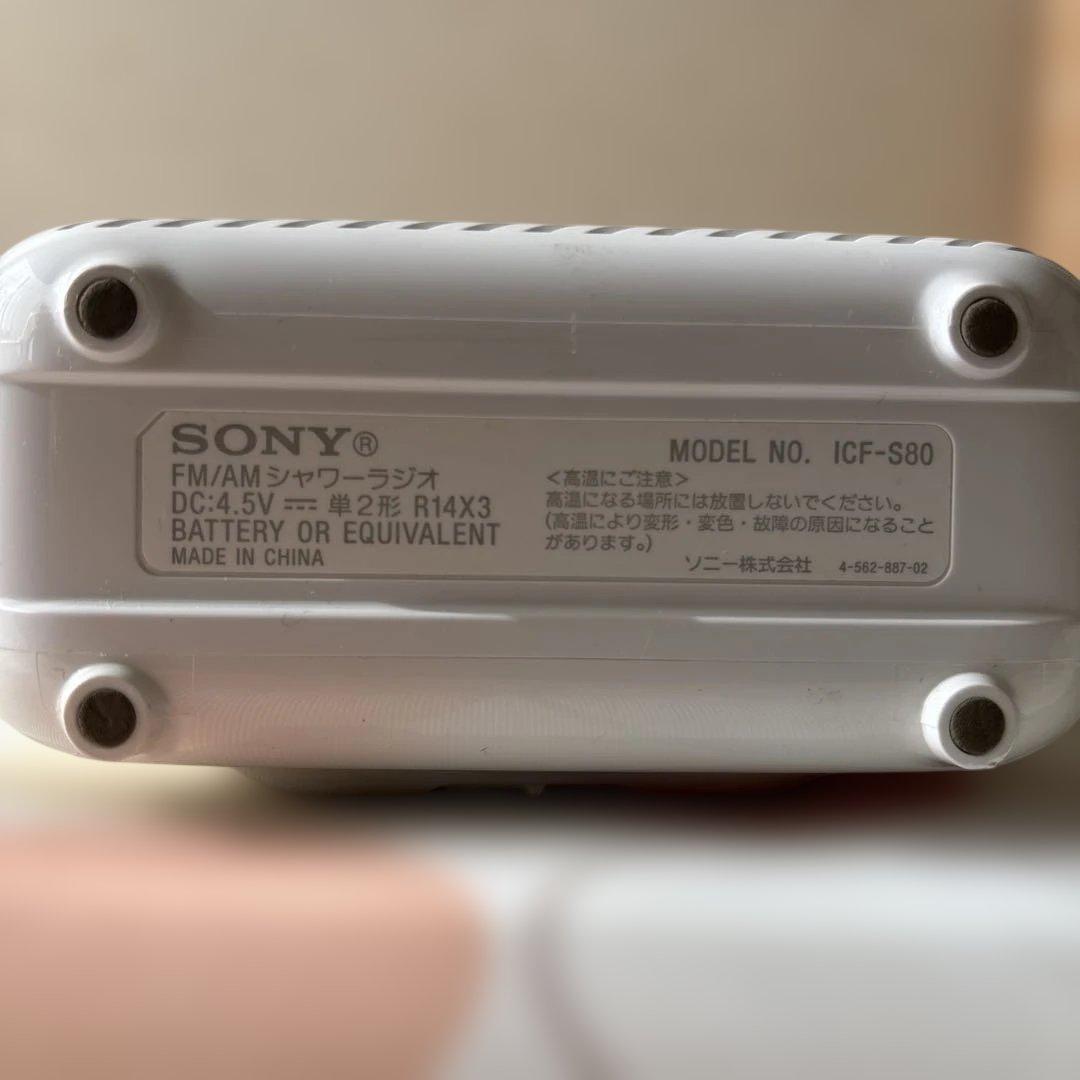 SONY®
FM/AMシャワーラジオ
DC:4.5V ⎓ 単2形 R14X3
BATTERY OR EQUIVALENT
MADE IN CHINA
MODEL NO. ICF-S80
<高温にご注意>
高温になる場所には放置しないでください。
(高温により変形・変色・故障の原因になること
があります。)
ソニー株式会社 4-562-887-02